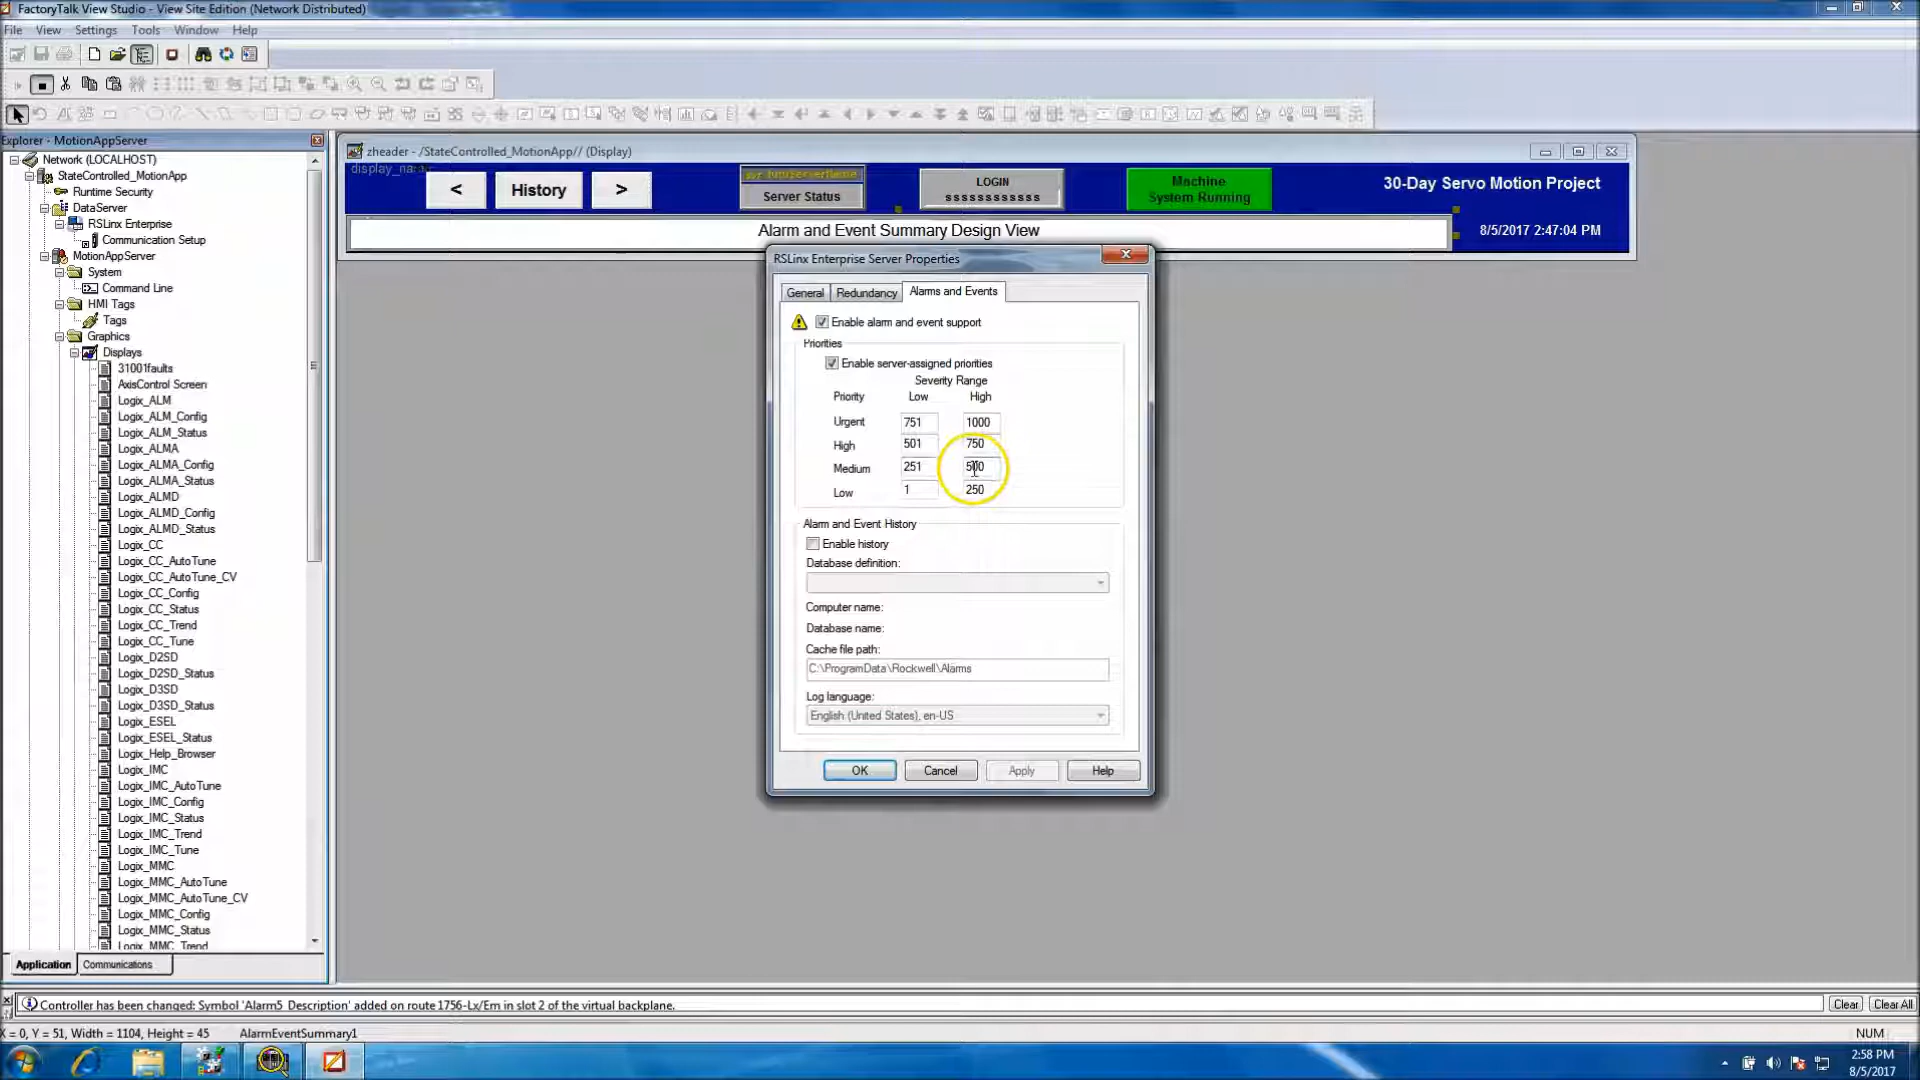 FactoryTalk View Studio - View Site Edition (Network Distributed)
File View Settings Tools Window Help
Explorer - MotionAppServer
Network (LOCALHOST)
StateControlled_MotionApp
Runtime Security
DataServer
RSLinx Enterprise
Communication Setup
MotionAppServer
System
Command Line
HMI Tags
Tags
Graphics
Displays
31001faults
AxisControl Screen
Logix_ALM
Logix_ALM_Config
Logix_ALM_Status
Logix_ALMA
Logix_ALMA_Config
Logix_ALMA_Status
Logix_ALMD
Logix_ALMD_Config
Logix_ALMD_Status
Logix_CC
Logix_CC_AutoTune
Logix_CC_AutoTune_CV
Logix_CC_Config
Logix_CC_Status
Logix_CC_Trend
Logix_CC_Tune
Logix_D2SD
Logix_D2SD_Status
Logix_D3SD
Logix_D3SD_Status
Logix_ESEL
Logix_ESEL_Status
Logix_Help_Browser
Logix_IMC
Logix_IMC_AutoTune
Logix_IMC_Config
Logix_IMC_Status
Logix_IMC_Trend
Logix_IMC_Tune
Logix_MMC
Logix_MMC_AutoTune
Logix_MMC_AutoTune_CV
Logix_MMC_Config
Logix_MMC_Status
Logix_MMC_Trend
Application Communications
zheader - /StateControlled_MotionApp// (Display)
< History >
Server Status
LOGIN
ssssssssssss
Machine
System Running
30-Day Servo Motion Project
Alarm and Event Summary Design View
8/5/2017 2:47:04 PM
RSLinx Enterprise Server Properties
General Redundancy Alarms and Events
Enable alarm and event support
Priorities
Enable server-assigned priorities
Severity Range
Priority Low High
Urgent 751 1000
High 501 750
Medium 251 500
Low 1 250
Alarm and Event History
Enable history
Database definition:
Computer name:
Database name:
Cache file path:
C:\ProgramData\Rockwell\Alarms
Log language:
English (United States), en-US
OK Cancel Apply Help
Controller has been changed: Symbol 'Alarm5_Description' added on route 1756-Lx/Em in slot 2 of the virtual backplane.
Clear Clear All
X = 0, Y = 51, Width = 1104, Height = 45 AlarmEventSummary1
NUM
2:58 PM
8/5/2017